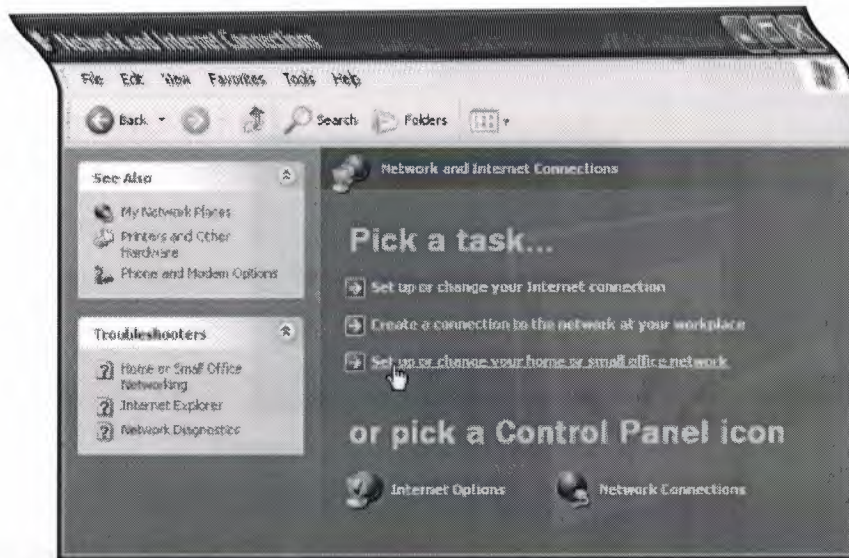 Network and Internet Connections
File Edit View Favorites Tools Help
Back Search Folders
See Also
My Network Places
Printers and Other
Hardware
Phone and Modem Options
Troubleshooters
? Home or Small Office
Networking
? Internet Explorer
? Network Diagnostics
Network and Internet Connections
Pick a task...
Set up or change your Internet connection
Create a connection to the network at your workplace
Set up or change your home or small office network
or pick a Control Panel icon
Internet Options
Network Connections